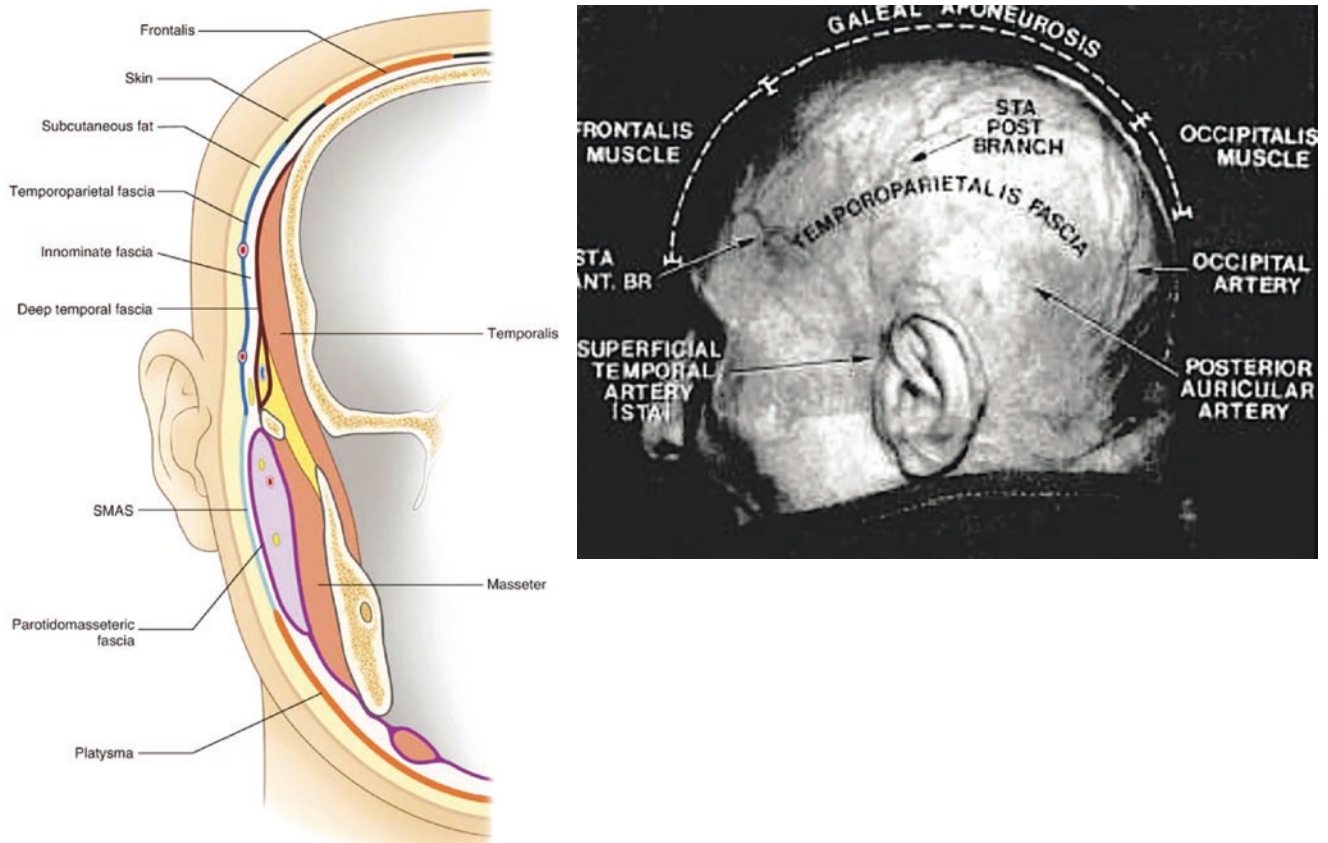 Frontalis
Skin
Subcutaneous fat
Temporoparietal fascia
Innominate fascia
Deep temporal fascia
Temporalis
SMAS
Masseter
Parotidomasseteric
fascia
Platysma
GALEAL APONEUROSIS
FRONTALIS
MUSCLE
STA
POST
BRANCH
OCCIPITALIS
MUSCLE
TEMPOROPARIETALIS FASCIA
STA
ANT. BR
OCCIPITAL
ARTERY
SUPERFICIAL
TEMPORAL
ARTERY
(STA)
POSTERIOR
AURICULAR
ARTERY